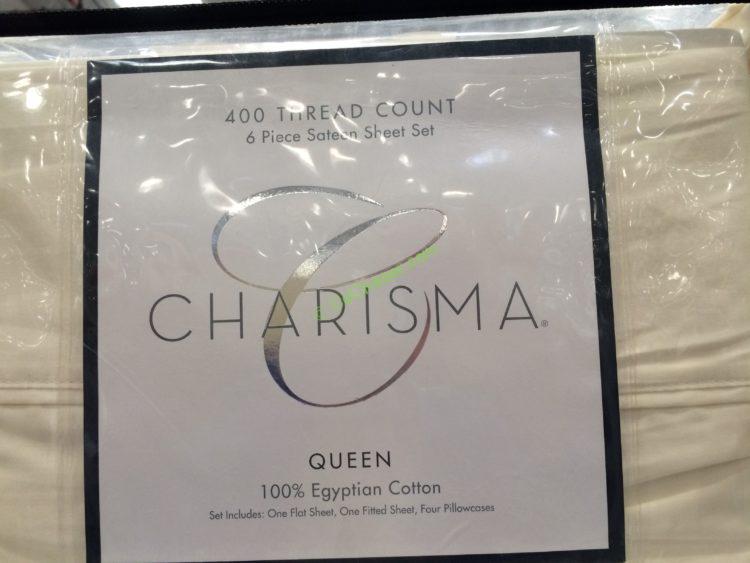 400 THREAD COUNT
6 Piece Sateen Sheet Set
CHARISMA®
QUEEN
100% Egyptian Cotton
Set Includes: One Flat Sheet, One Fitted Sheet, Four Pillowcases